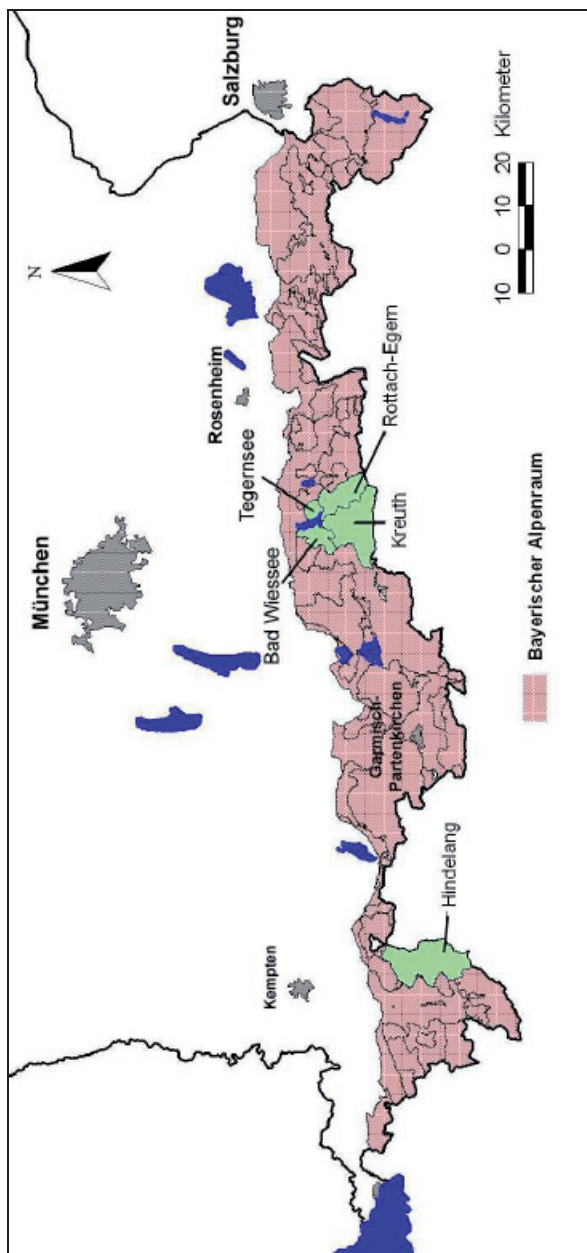 N
München
Salzburg
Rosenheim
Kempten
Tegernsee
Bad Wiessee
Rottach-Egern
Kreuth
Garmisch-
Partenkirchen
Hindelang
Bayerischer Alpenraum
10 0 10 20 Kilometer